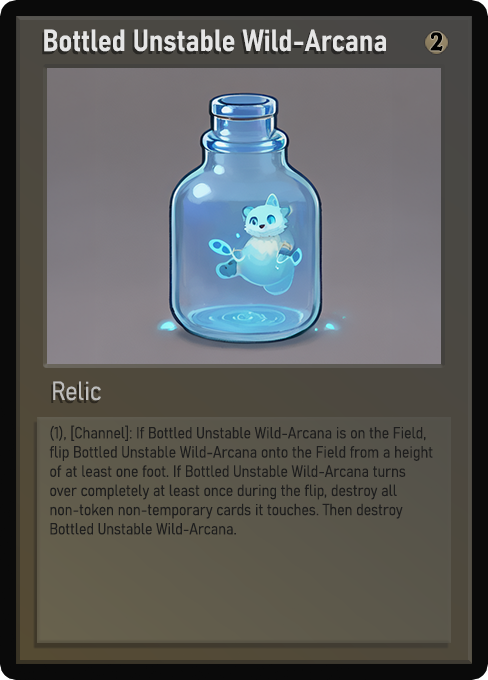 Bottled Unstable Wild-Arcana 2
Relic
(1), [Channel]: If Bottled Unstable Wild-Arcana is on the Field,
flip Bottled Unstable Wild-Arcana onto the Field from a height
of at least one foot. If Bottled Unstable Wild-Arcana turns
over completely at least once during the flip, destroy all
non-token non-temporary cards it touches. Then destroy
Bottled Unstable Wild-Arcana.